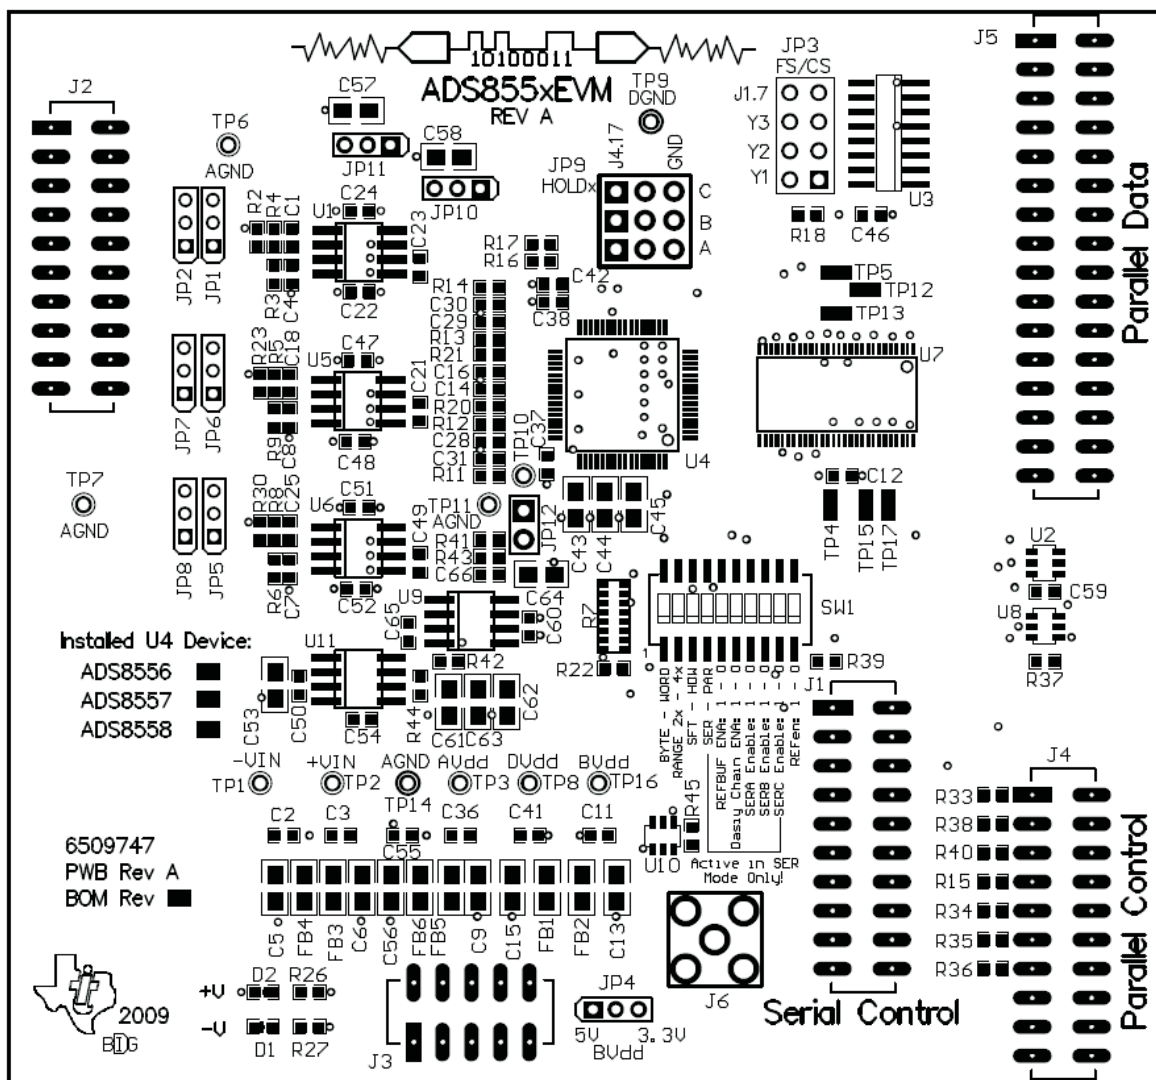 10100011
ADS855xEVM
REV A
J2
C57
TP6
AGND
JP11
C58
JP10
TP9
DGND
JP3
FS/CS
J1.7
Y3
Y2
Y1
U3
J5
JP9
HOLDx
J4.17
GND
C
B
A
R18
C46
Parallel Data
R2
R4
C1
U1
C24
C23
JP2
JP1
R3
C4
C22
R17
R16
C42
C38
TP5
TP12
TP13
R14
C30
C29
R13
R21
C16
C14
R20
R12
C28
C31
R11
R23
R5
C18
U5
C47
C21
JP7
JP6
R9
C8
C48
TP10
C37
U4
U7
TP7
AGND
R30
R8
C25
U6
C51
C49
JP8
JP5
R6
C7
C52
TP11
AGND
JP12
R41
R43
C66
C43
C44
C45
C12
TP4
TP15
TP17
U2
C59
U8
R37
C65
U9
C64
C60
R7
SW1
1
R42
R22
R39
Installed U4 Device:
ADS8556
ADS8557
ADS8558
U11
C53
C50
C54
R44
C61
C63
C62
BYTE - WORD
RANGE 2x - 4x
SFT - HDW
SER - PAR
REFBUF ENA: 1 - 0
Dasiy Chain ENA: 1 - 0
SERA Enable: 1 - 0
SERB Enable: 1 - 0
SERC Enable: 1 - 0
REFen: 1 - 0
Active in SER
Mode Only!
J1
J4
-VIN
TP1
+VIN
TP2
AGND
TP14
AVdd
TP3
DVdd
TP8
BVdd
TP16
C2
C3
C55
C36
C41
C11
U10
R45
R33
R38
R40
R15
R34
R35
R36
Parallel Control
6509747
PWB Rev A
BOM Rev
C5
FB4
FB3
C6
C56
FB6
FB5
C9
C15
FB1
FB2
C13
J6
Serial Control
2009
BIG
+V
D2
R26
-V
D1
R27
J3
JP4
5V
3.3V
BVdd